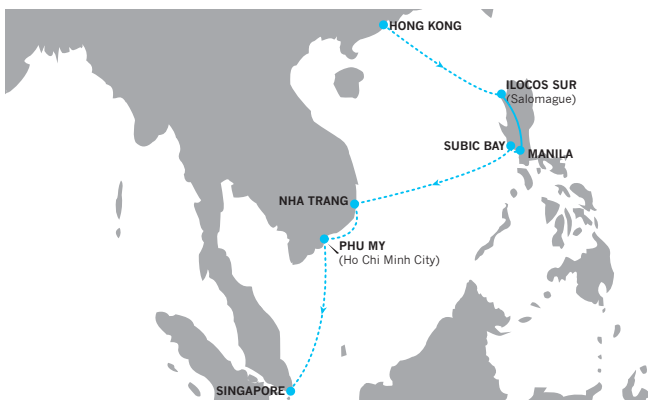 HONG KONG
ILOCOS SUR
(Salomague)
SUBIC BAY
MANILA
NHA TRANG
PHU MY
(Ho Chi Minh City)
SINGAPORE